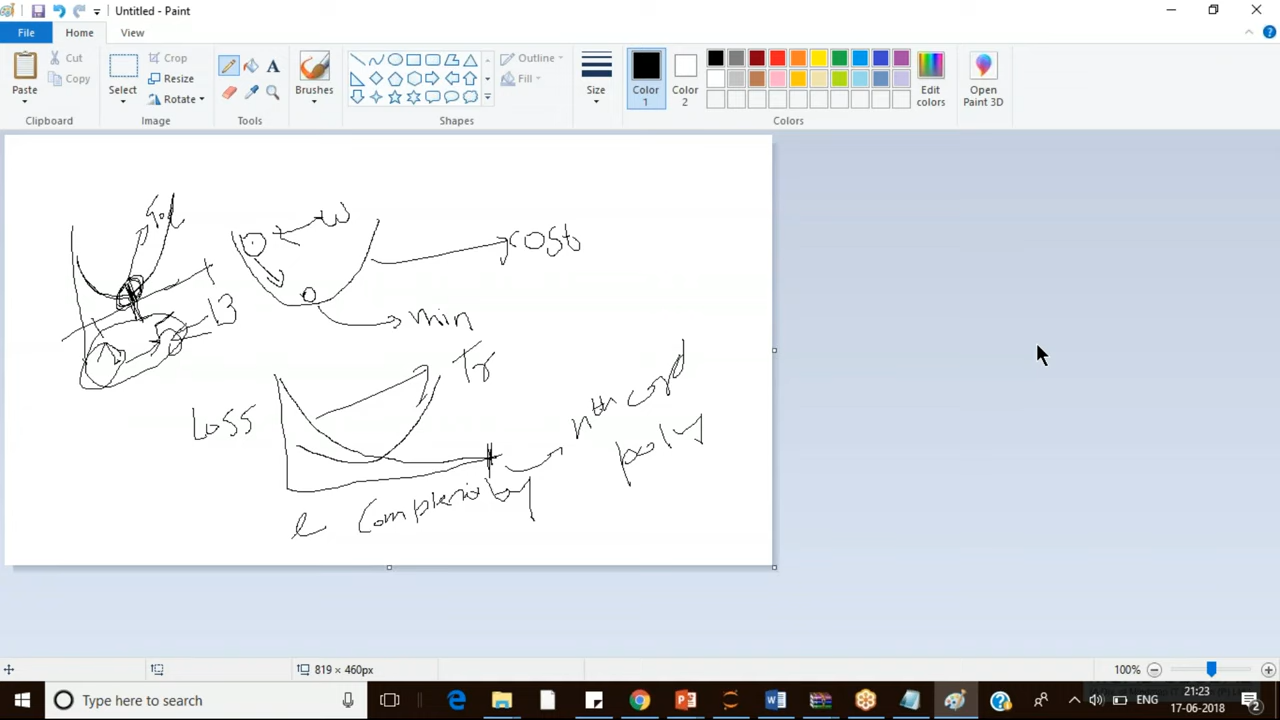 Untitled - Paint
File
Home
View
Paste
Cut
Copy
Clipboard
Select
Crop
Resize
Rotate
Image
Tools
Brushes
Shapes
Outline
Fill
Size
Color 1
Color 2
Edit colors
Colors
Open Paint 3D
w
cost
13
min
Tr
Loss
nth
poly
819 × 460px
100%
Type here to search
ENG
21:23
17-06-2018